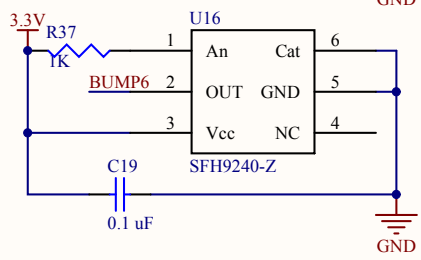 GND
3.3V
U16
R37
1K
1
An
Cat
6
BUMP6
2
OUT
GND
5
3
Vcc
NC
4
C19
SFH9240-Z
0.1 uF
GND